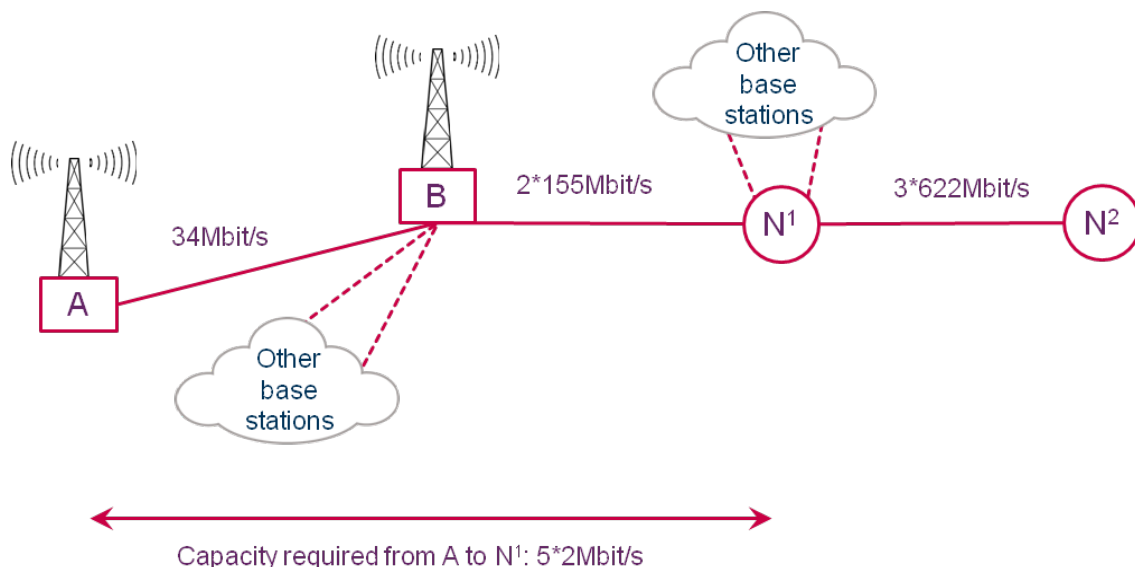 Other
base
stations
2*155Mbit/s
3*622Mbit/s
B
N¹
N²
34Mbit/s
A
Other
base
stations
Capacity required from A to N¹: 5*2Mbit/s